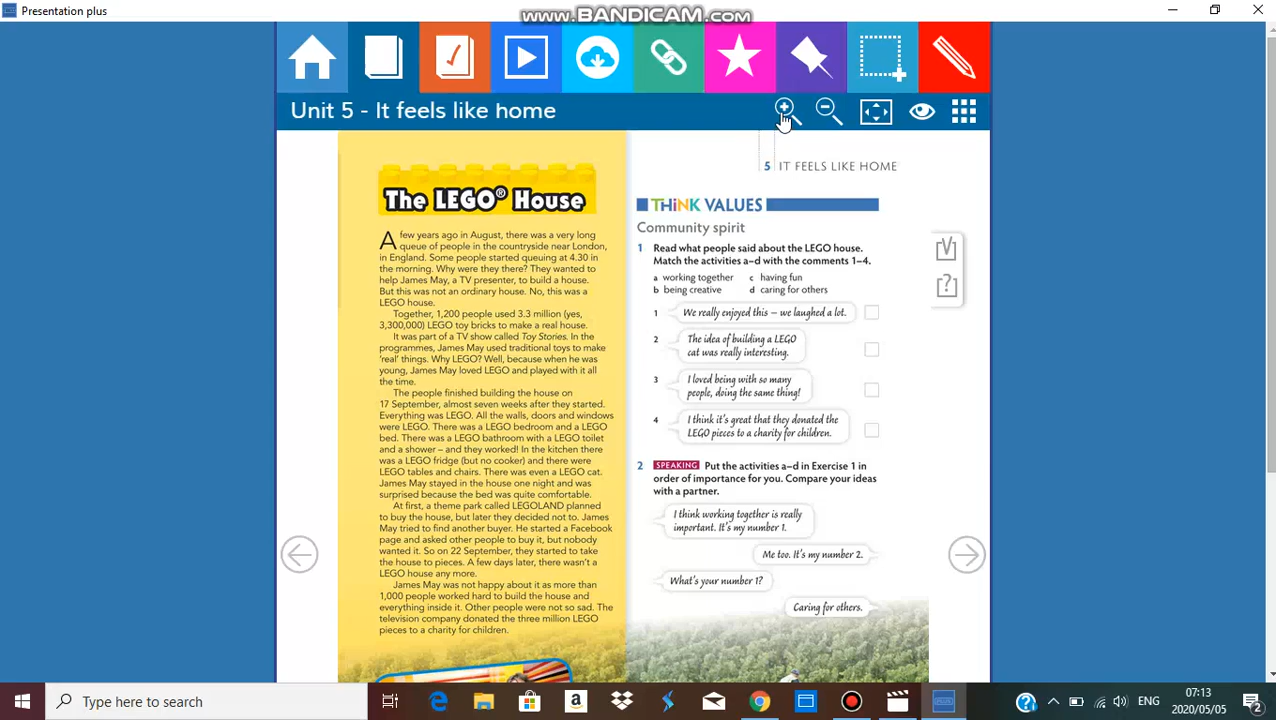 Presentation plus
www.BANDICAM.com
Unit 5 - It feels like home
The LEGO® House
A few years ago in August, there was a very long
queue of people in the countryside near London,
in England. Some people started queuing at 4.30 in
the morning. Why were they there? They wanted to
help James May, a TV presenter, to build a house.
But this was not an ordinary house. No, this was a
LEGO house.
Together, 1,200 people used 3.3 million (yes,
3,300,000) LEGO toy bricks to make a real house.
It was part of a TV show called Toy Stories. In the
programmes, James May used traditional toys to make
'real' things. Why LEGO? Well, because when he was
young, James May loved LEGO and played with it all
the time.
The people finished building the house on
17 September, almost seven weeks after they started.
Everything was LEGO. All the walls, doors and windows
were LEGO. There was a LEGO bedroom and a LEGO
bed. There was a LEGO bathroom with a LEGO toilet
and a shower – and they worked! In the kitchen there
was a LEGO fridge (but no cooker) and there were
LEGO tables and chairs. There was even a LEGO cat.
James May stayed in the house one night and was
surprised because the bed was quite comfortable.
At first, a theme park called LEGOLAND planned
to buy the house, but later they decided not to. James
May tried to find another buyer. He started a Facebook
page and asked other people to buy it, but nobody
wanted it. So on 22 September, they started to take
the house to pieces. A few days later, there wasn't a
LEGO house any more.
James May was not happy about it as more than
1,000 people worked hard to build the house and
everything inside it. Other people were not so sad. The
television company donated the three million LEGO
pieces to a charity for children.
5 IT FEELS LIKE HOME
THiNK VALUES
Community spirit
1 Read what people said about the LEGO house.
Match the activities a–d with the comments 1–4.
a working together c having fun
b being creative d caring for others
1 We really enjoyed this – we laughed a lot.
2 The idea of building a LEGO
cat was really interesting.
3 I loved being with so many
people, doing the same thing!
4 I think it's great that they donated the
LEGO pieces to a charity for children.
2 SPEAKING Put the activities a–d in Exercise 1 in
order of importance for you. Compare your ideas
with a partner.
I think working together is really
important. It's my number 1.
Me too. It's my number 2.
What's your number 1?
Caring for others.
Type here to search
ENG
07:13
2020/05/05
2